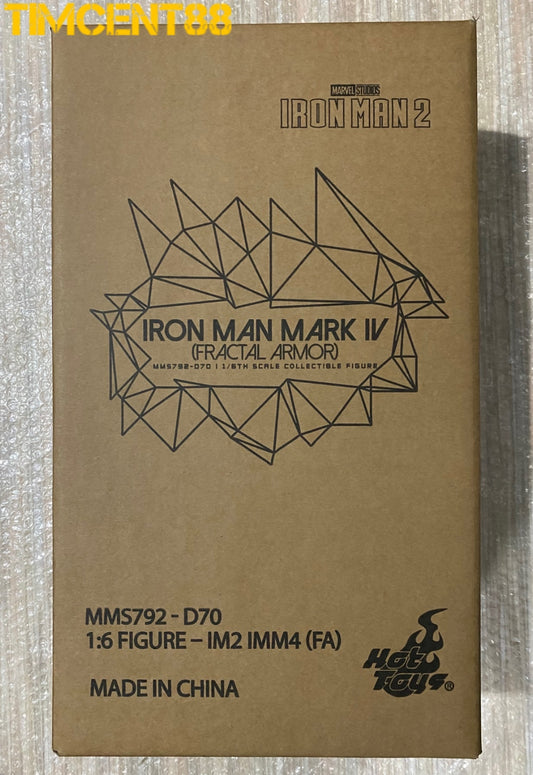 TIMCENT88
MARVEL STUDIOS
IRON MAN 2
IRON MAN MARK IV
(FRACTAL ARMOR)
MMS792-D70 | 1/6TH SCALE COLLECTIBLE FIGURE
MMS792 - D70
1:6 FIGURE – IM2 IMM4 (FA)
MADE IN CHINA
Hot
Toys®